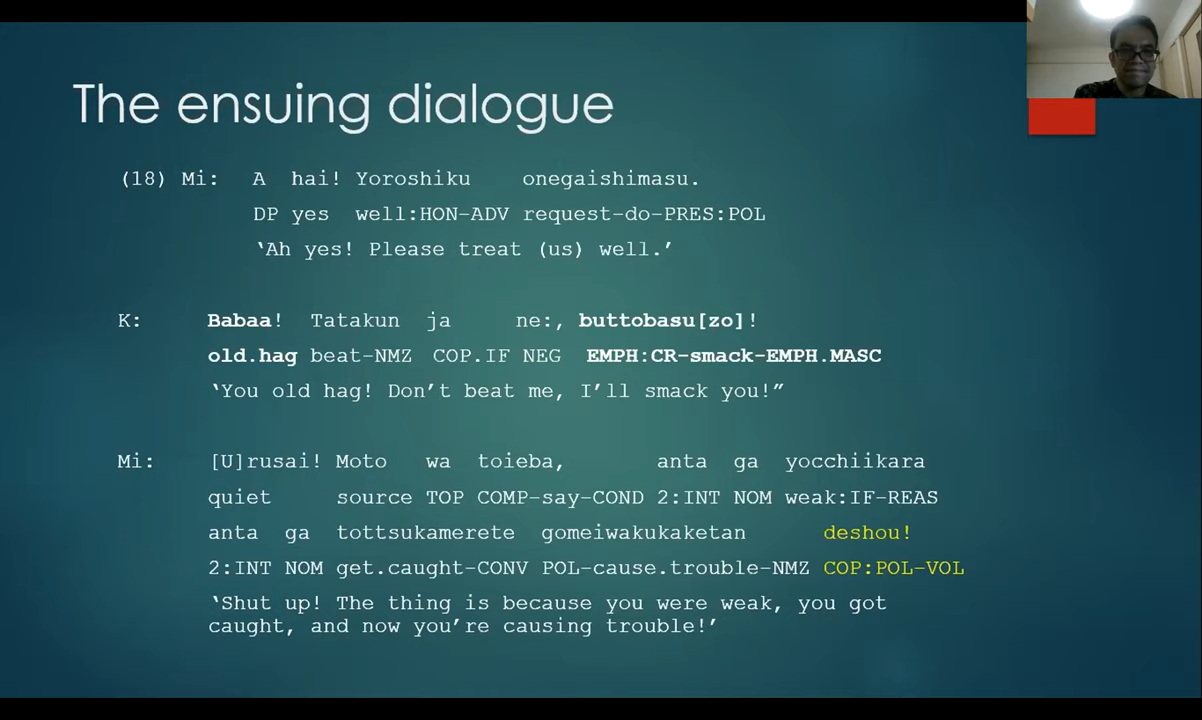 The ensuing dialogue
(18) Mi: A hai! Yoroshiku onegaishimasu.
DP yes well:HON-ADV request-do-PRES:POL
‘Ah yes! Please treat (us) well.’
K: Babaa! Tatakun ja ne:, buttobasu[zo]!
old.hag beat-NMZ COP.IF NEG EMPH:CR-smack-EMPH.MASC
‘You old hag! Don’t beat me, I’ll smack you!”
Mi: [U]rusai! Moto wa toieba, anta ga yocchiikara
quiet source TOP COMP-say-COND 2:INT NOM weak:IF-REAS
anta ga tottsukamerete gomeiwakukaketan deshou!
2:INT NOM get.caught-CONV POL-cause.trouble-NMZ COP:POL-VOL
‘Shut up! The thing is because you were weak, you got
caught, and now you’re causing trouble!’